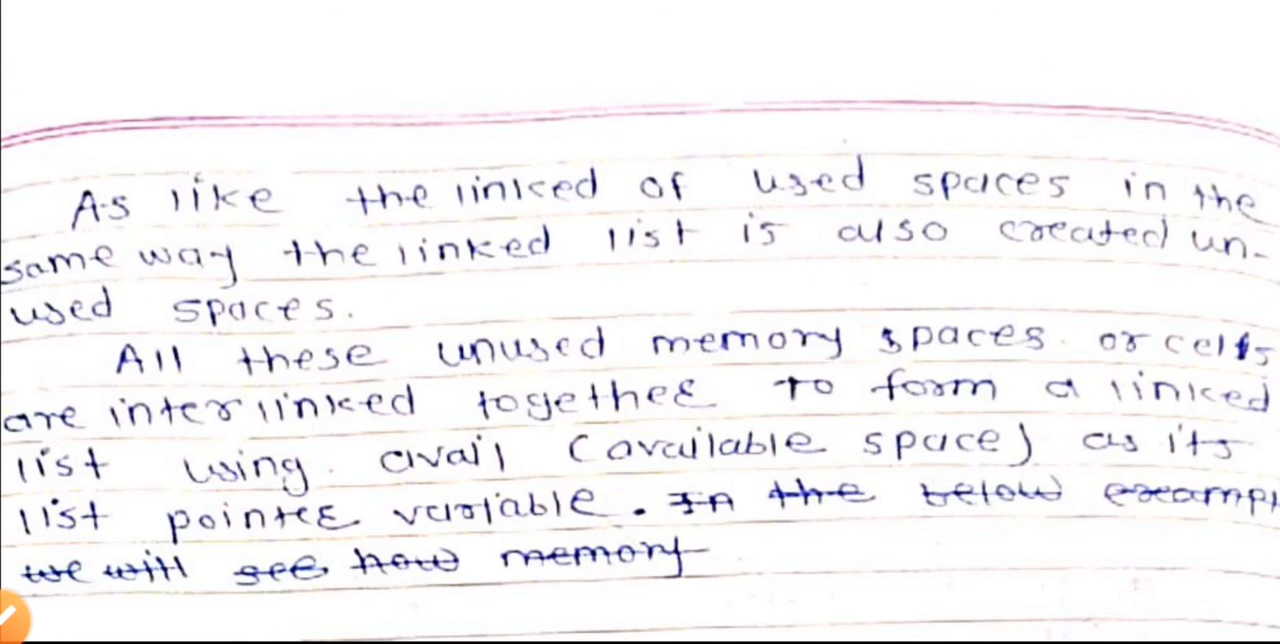 As like the linked of used spaces in the
same way the linked list is also created un-
used spaces.
All these unused memory spaces or cells
are interlinked together to form a linked
list using avail (available space) as its
list pointer variable. In the below exampl
we will see how memory